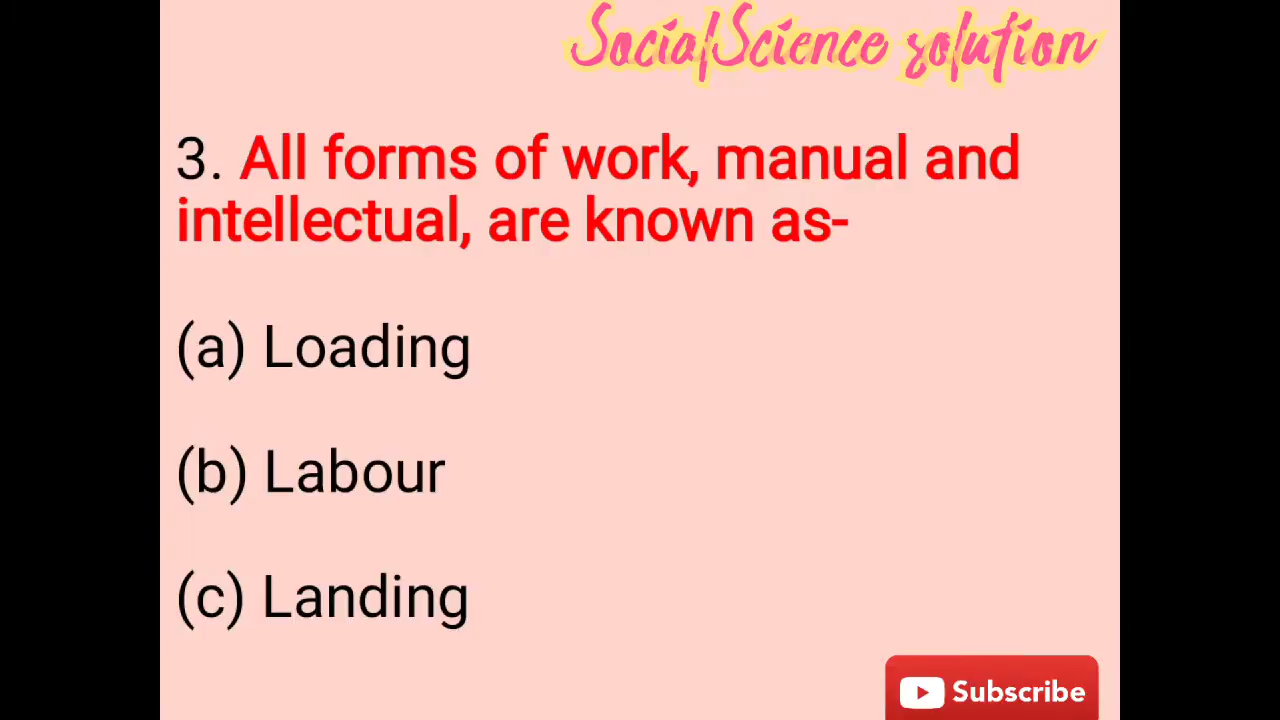 SocialScience solution
3. All forms of work, manual and
intellectual, are known as-
(a) Loading
(b) Labour
(c) Landing
Subscribe